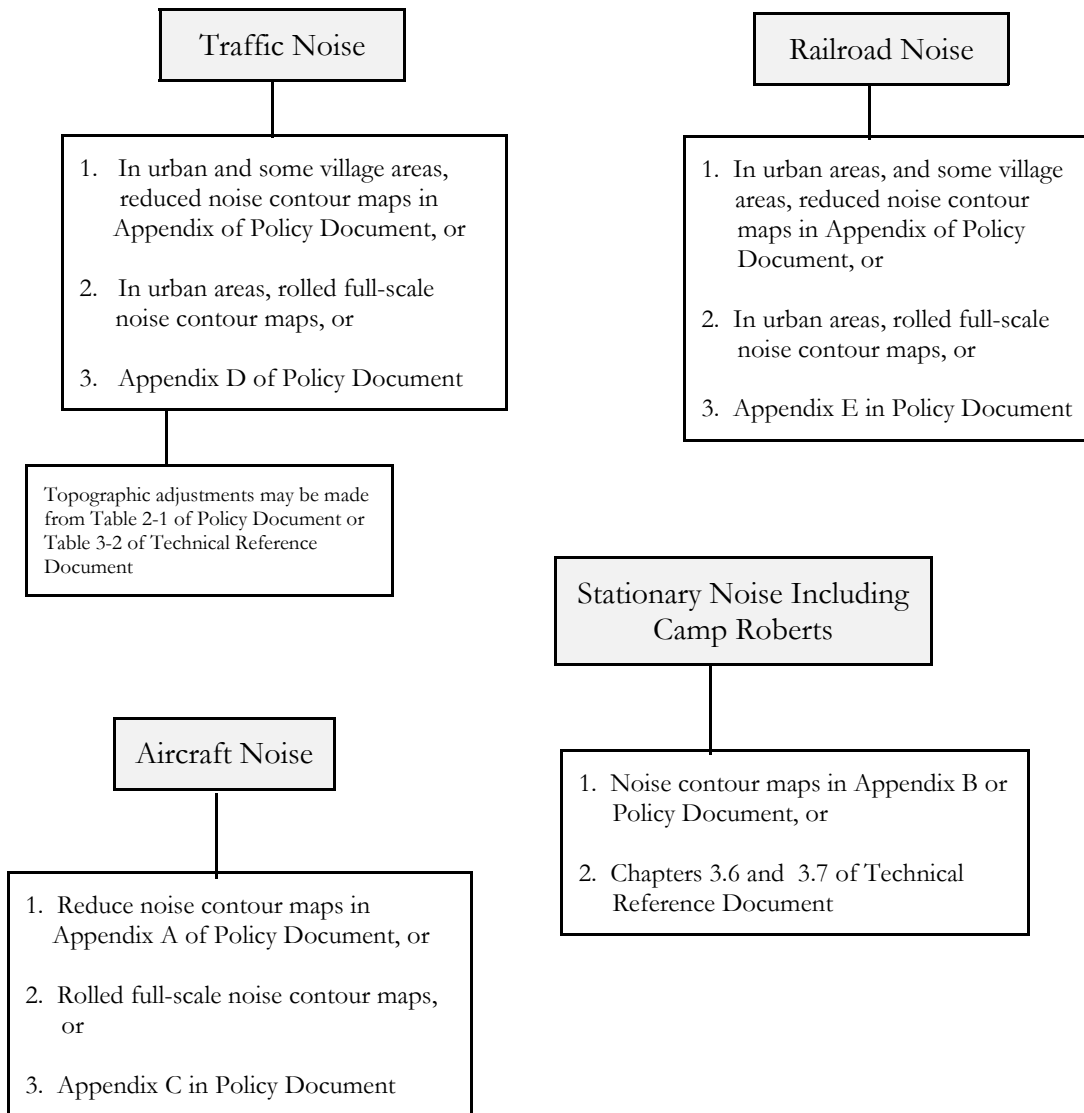 Traffic Noise
1. In urban and some village areas,
reduced noise contour maps in
Appendix of Policy Document, or
2. In urban areas, rolled full-scale
noise contour maps, or
3. Appendix D of Policy Document
Topographic adjustments may be made
from Table 2-1 of Policy Document or
Table 3-2 of Technical Reference
Document
Railroad Noise
1. In urban areas, and some village
areas, reduced noise contour
maps in Appendix of Policy
Document, or
2. In urban areas, rolled full-scale
noise contour maps, or
3. Appendix E in Policy Document
Aircraft Noise
1. Reduce noise contour maps in
Appendix A of Policy Document, or
2. Rolled full-scale noise contour maps,
or
3. Appendix C in Policy Document
Stationary Noise Including
Camp Roberts
1. Noise contour maps in Appendix B or
Policy Document, or
2. Chapters 3.6 and 3.7 of Technical
Reference Document